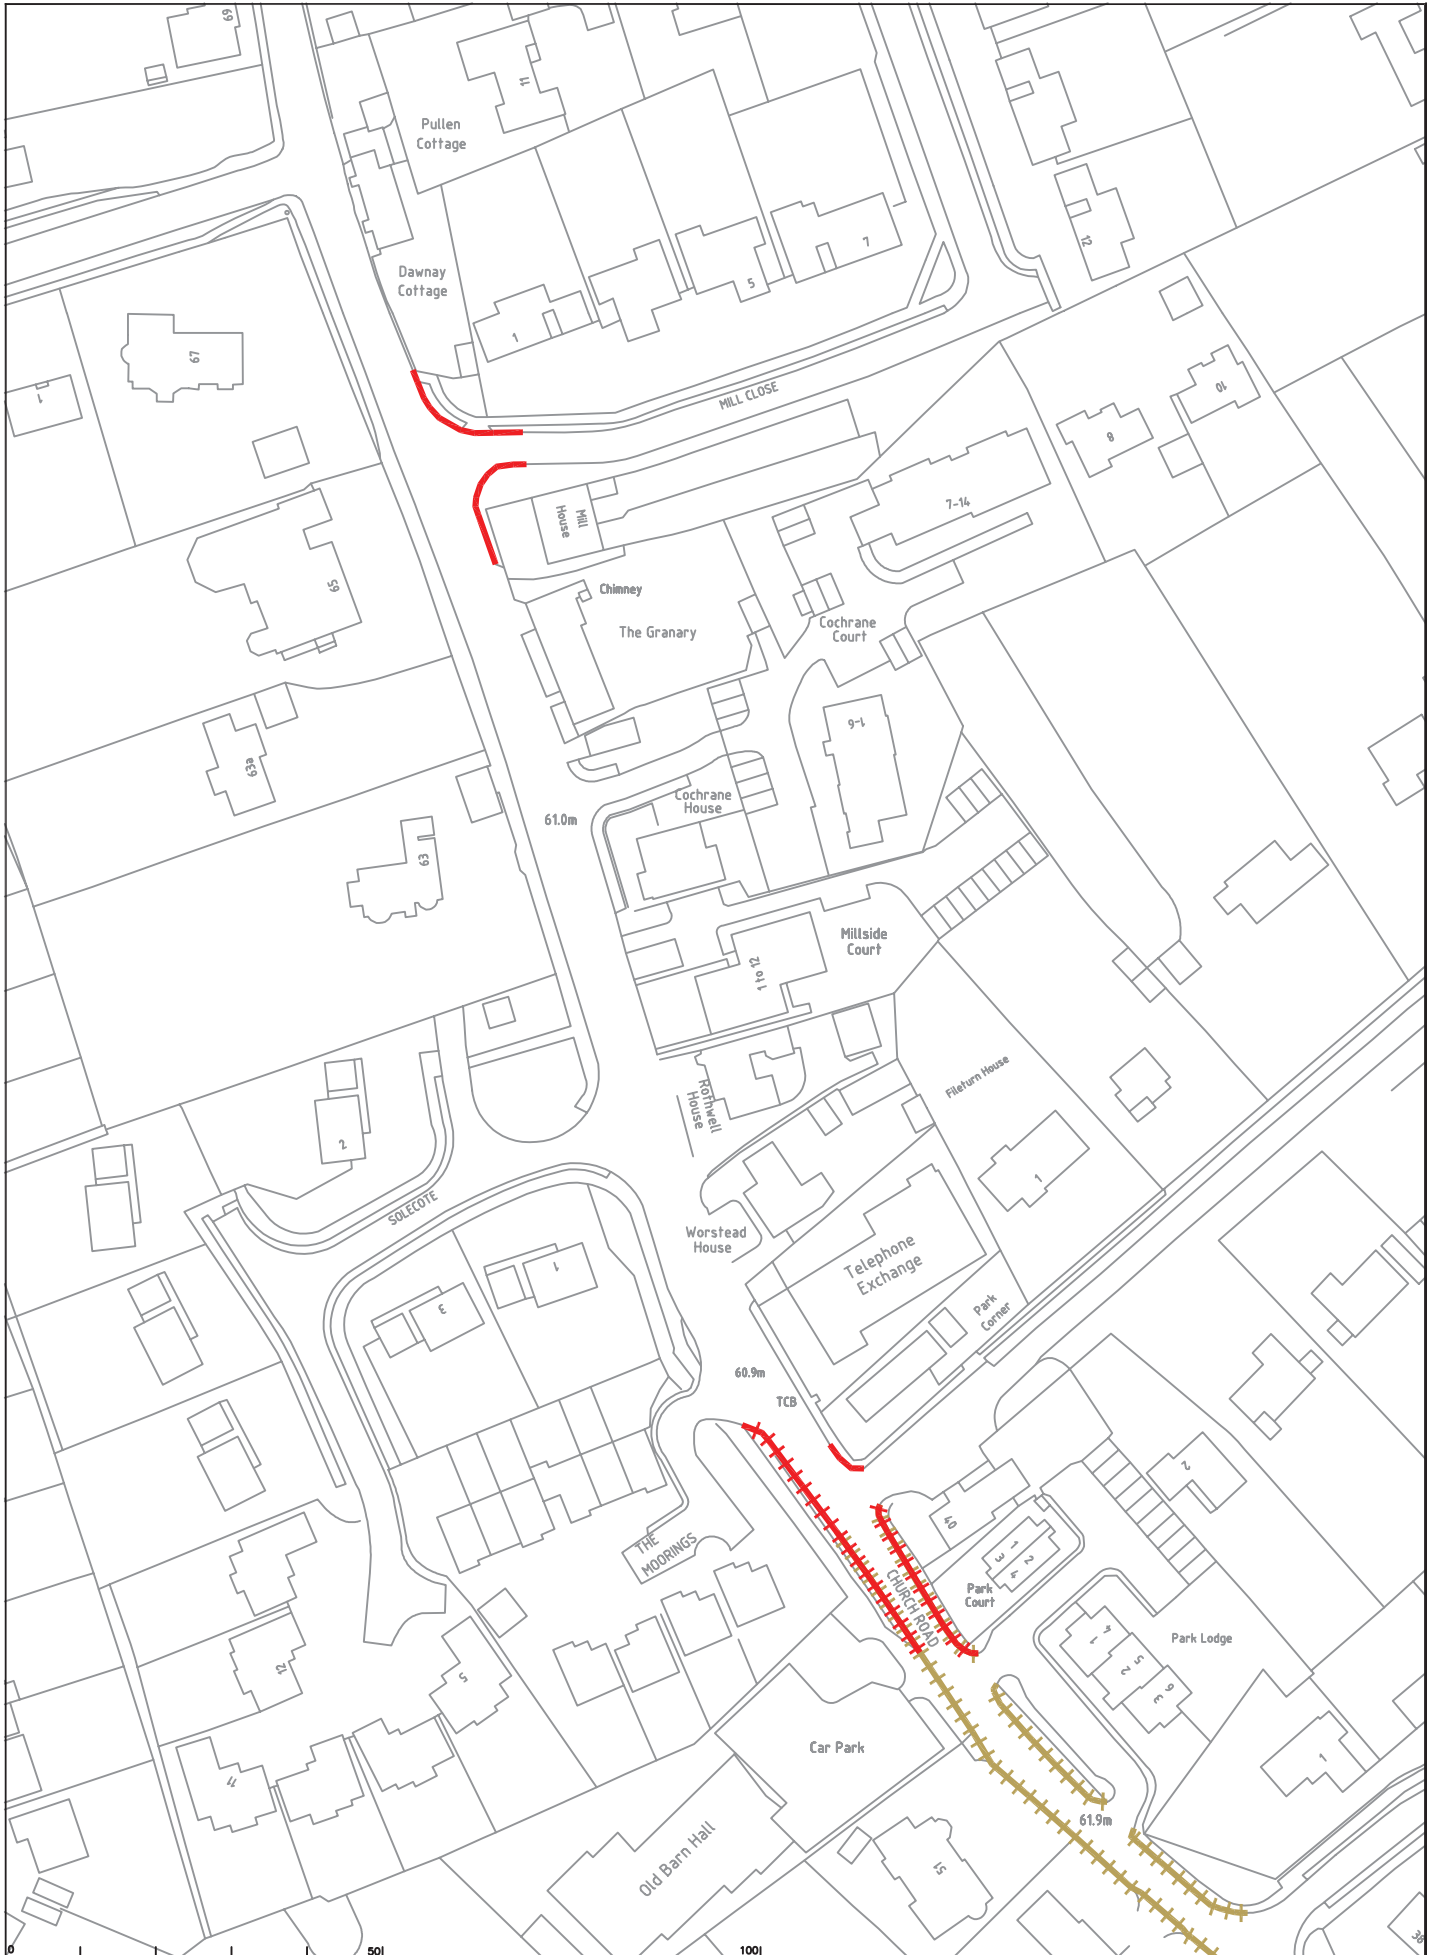 69
11
Pullen
Cottage
12
7
Dawnay
Cottage
5
1
67
1
MILL CLOSE
10
8
7-14
Mill
House
65
Chimney
The Granary
Cochrane
Court
1-6
63a
Cochrane
House
61.0m
63
Millside
Court
1 to 12
Fileturn House
Rothwell
House
2
1
SOLECOTE
Worstead
House
Telephone
Exchange
1
3
Park
Corner
60.9m
TCB
2
40
THE
MOORINGS
1
2
3
4
CHURCH ROAD
Park
Court
4
1
Park Lodge
5
2
12
5
6
3
Car Park
1
11
61.9m
Old Barn Hall
15
38
0
50
100